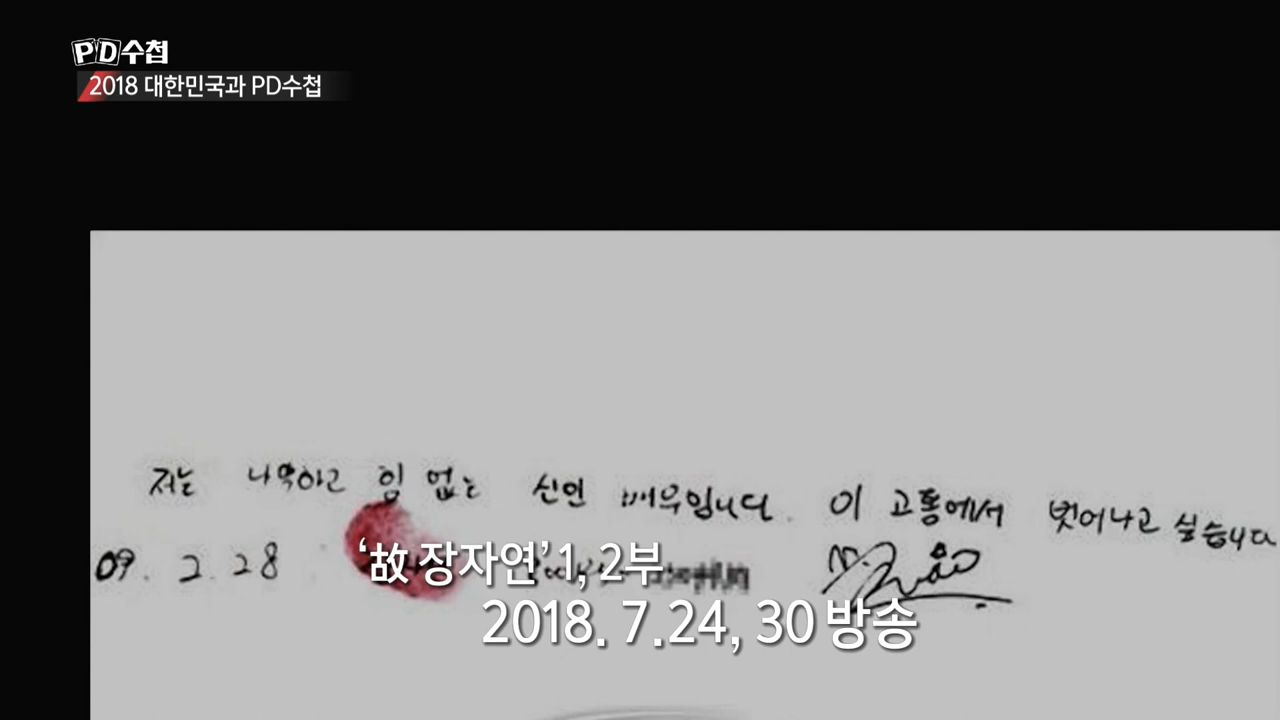 PD수첩
2018 대한민국과 PD수첩
저는 나약하고 힘 없는 신인 배우입니다. 이 고통에서 벗어나고 싶습니다
09. 2. 28
‘故 장자연’ 1, 2부
2018. 7. 24, 30 방송